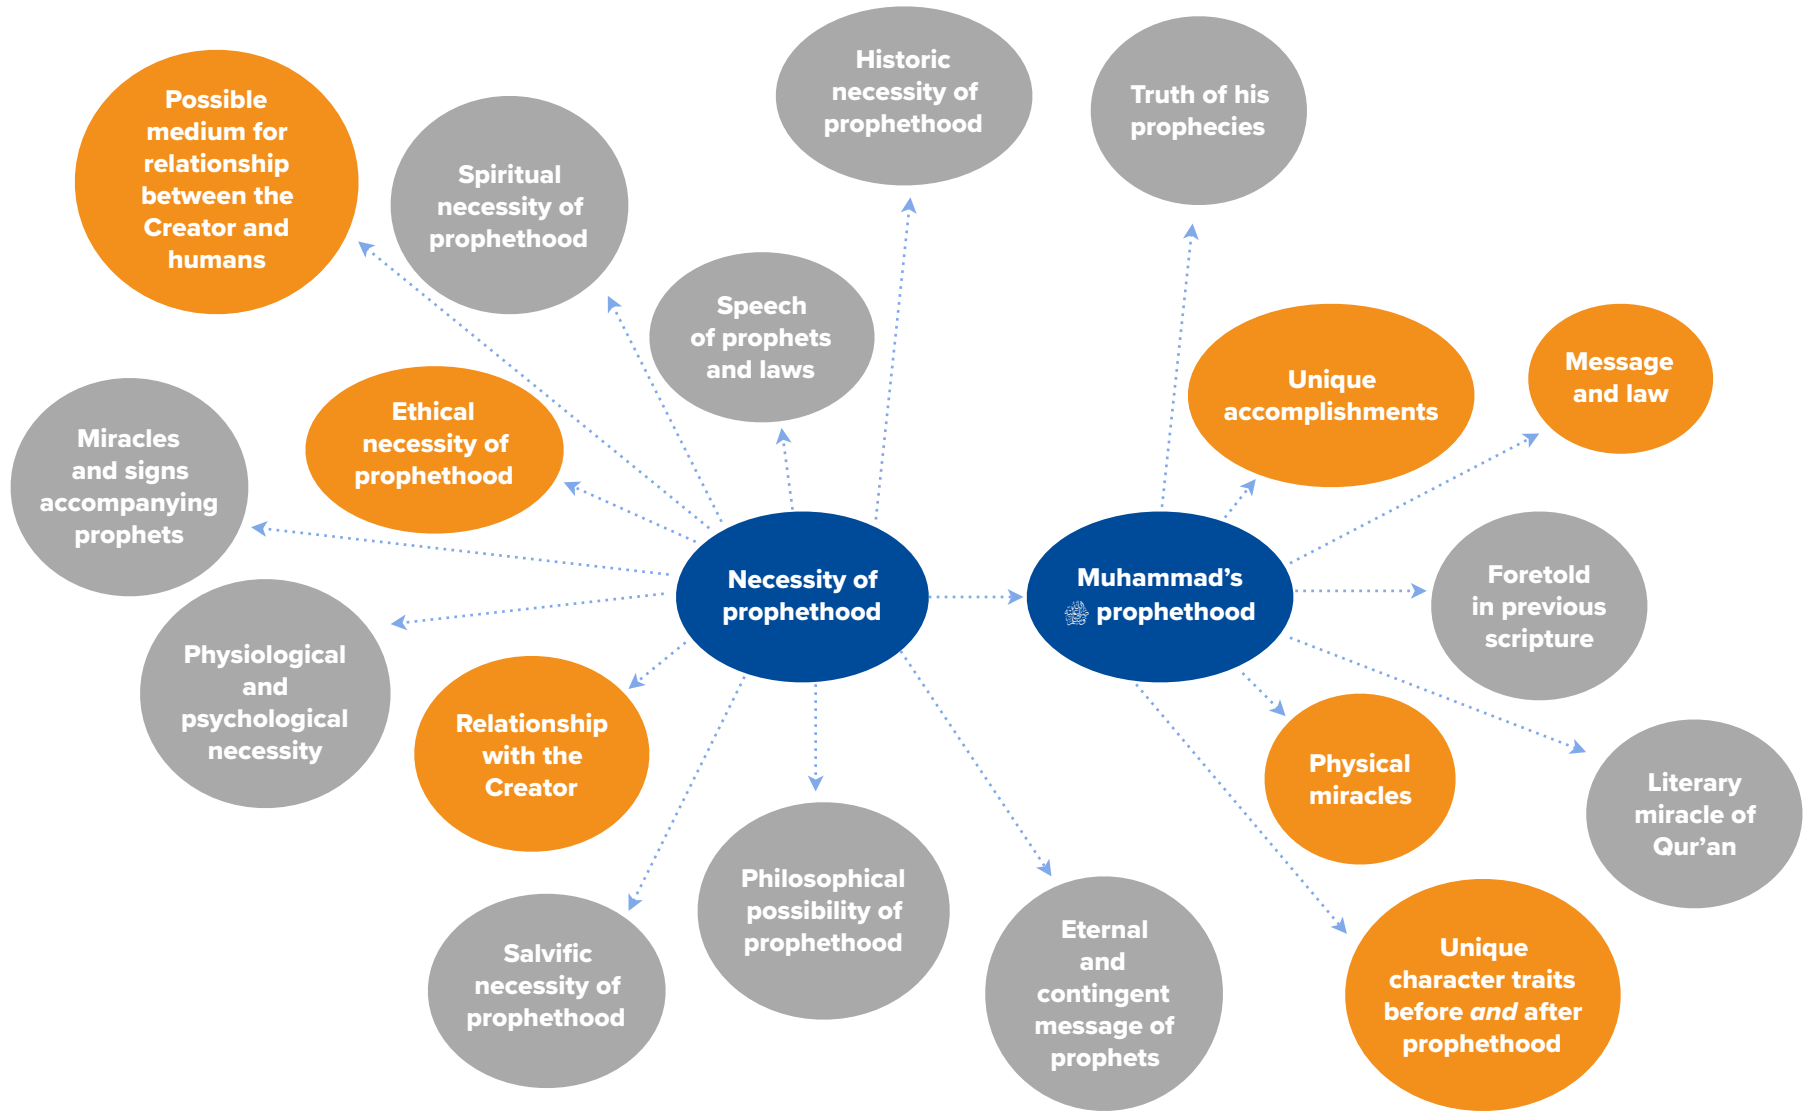 Possible
medium for
relationship
between the
Creator and
humans
Spiritual
necessity of
prophethood
Historic
necessity of
prophethood
Truth of his
prophecies
Speech
of prophets
and laws
Unique
accomplishments
Message
and law
Ethical
necessity of
prophethood
Miracles
and signs
accompanying
prophets
Necessity of
prophethood
Muhammad’s
ﷺ prophethood
Foretold
in previous
scripture
Physiological
and
psychological
necessity
Relationship
with the
Creator
Physical
miracles
Literary
miracle of
Qur’an
Philosophical
possibility of
prophethood
Salvific
necessity of
prophethood
Eternal
and
contingent
message of
prophets
Unique
character traits
before and after
prophethood